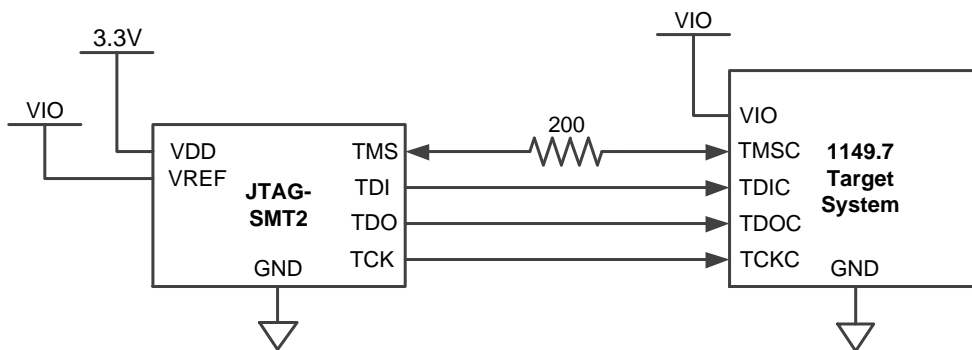 3.3V
VIO
VIO
VDD
VREF
JTAG-
SMT2
GND
TMS
TDI
TDO
TCK
200
VIO
TMSC
TDIC
TDOC
TCKC
1149.7
Target
System
GND